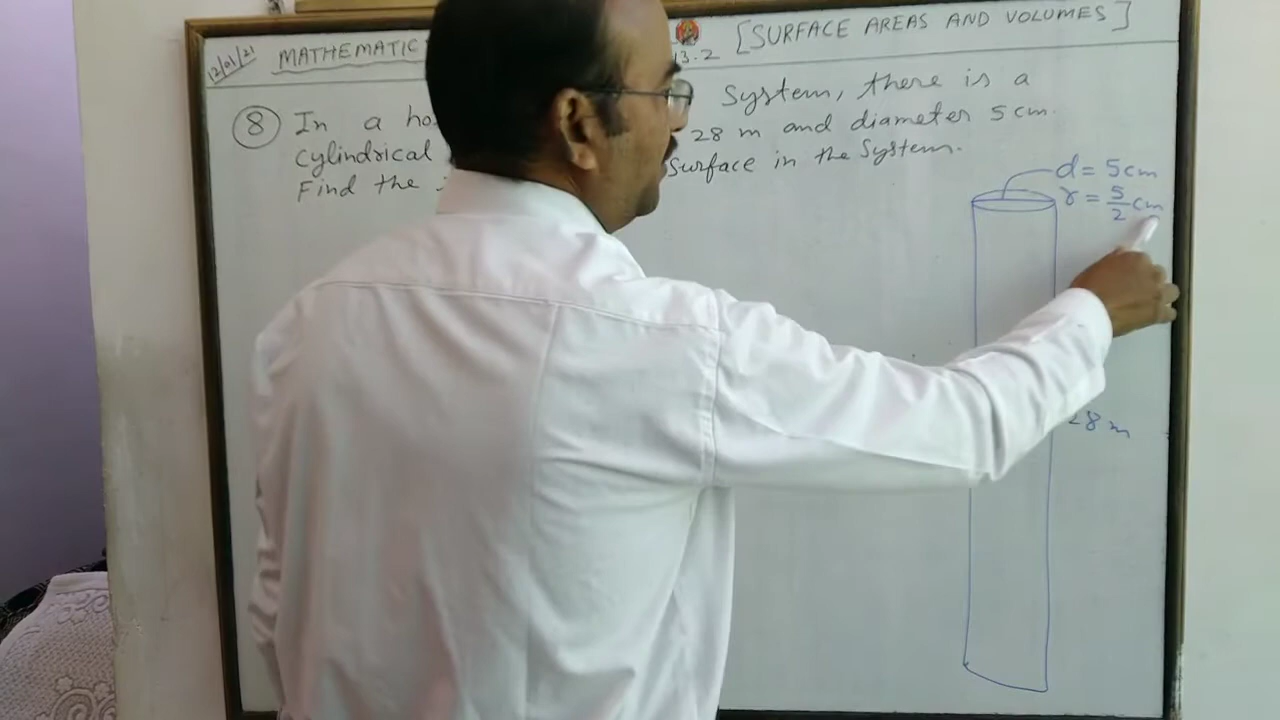 12/01/21 MATHEMATIC 13.2 [SURFACE AREAS AND VOLUMES]
8 In a ho System, there is a
cylindrical 28 m and diameter 5 cm.
Find the surface in the System.
d = 5cm
r = 5/2 cm
28 m